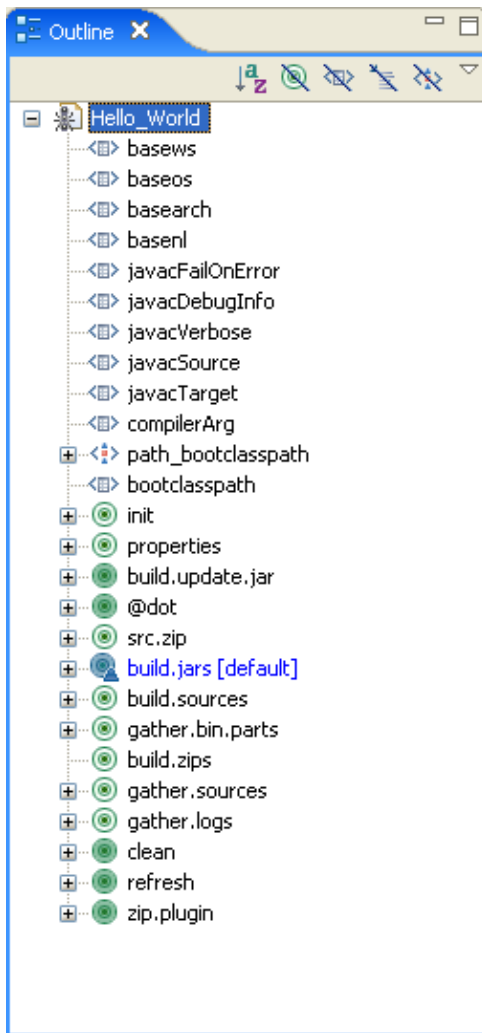 Outline
Hello_World
basews
baseos
basearch
basenl
javacFailOnError
javacDebugInfo
javacVerbose
javacSource
javacTarget
compilerArg
path_bootclasspath
bootclasspath
init
properties
build.update.jar
@dot
src.zip
build.jars [default]
build.sources
gather.bin.parts
build.zips
gather.sources
gather.logs
clean
refresh
zip.plugin